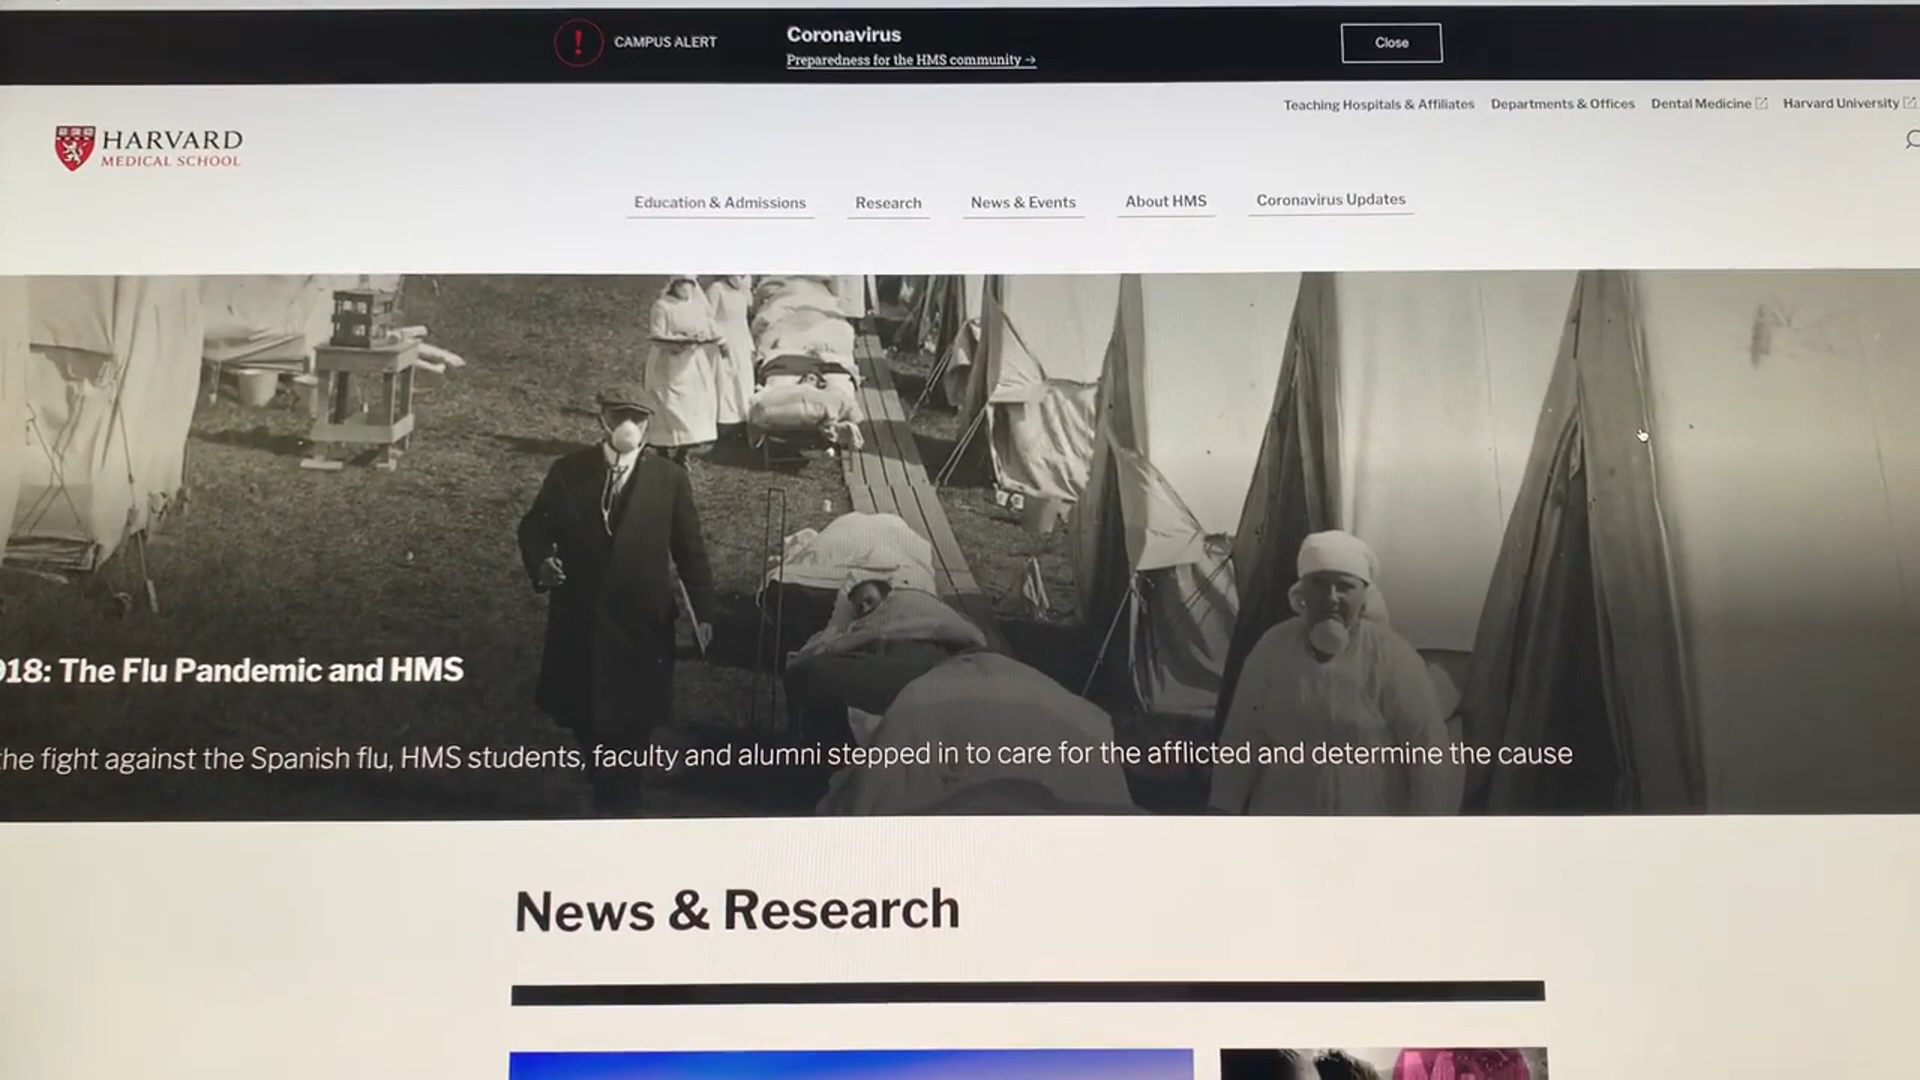 CAMPUS ALERT
Coronavirus
Preparedness for the HMS community →
Close
Teaching Hospitals & Affiliates Departments & Offices Dental Medicine Harvard University
HARVARD
MEDICAL SCHOOL
Education & Admissions Research News & Events About HMS Coronavirus Updates
918: The Flu Pandemic and HMS
the fight against the Spanish flu, HMS students, faculty and alumni stepped in to care for the afflicted and determine the cause
News & Research